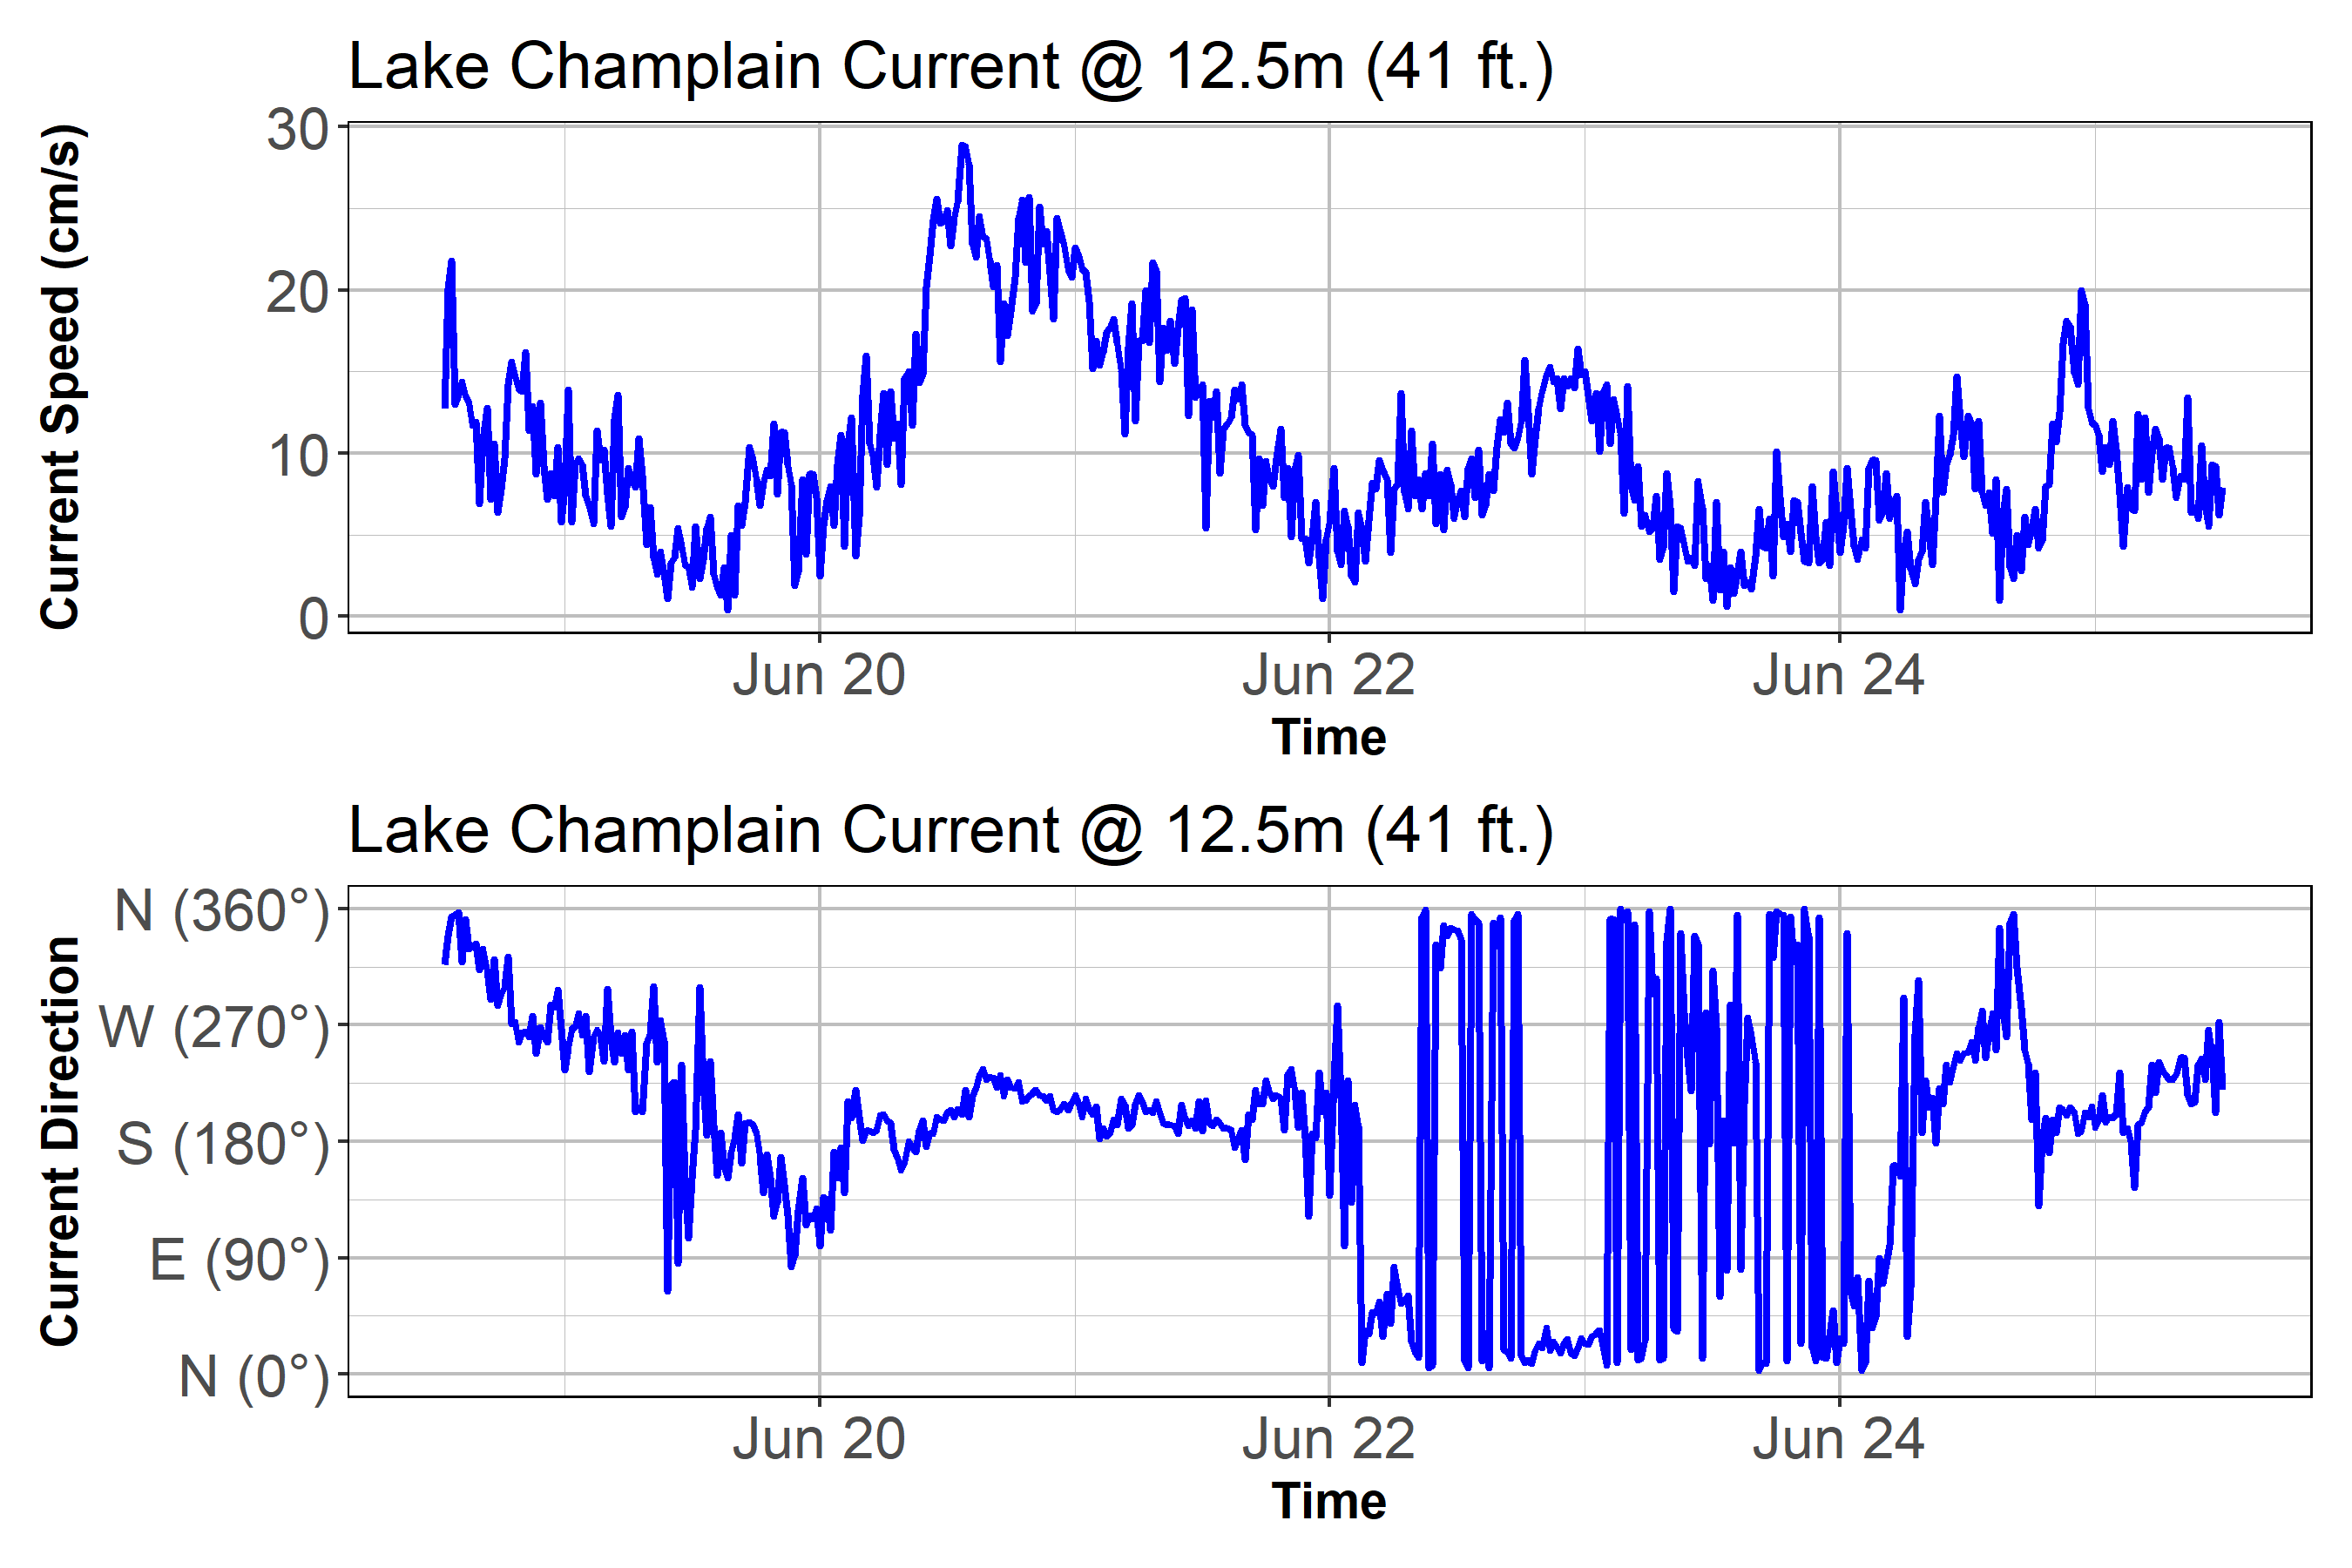 Lake Champlain Current @ 12.5m (41 ft.)
Current Speed (cm/s)
30
20
10
0
Jun 20 Jun 22 Jun 24
Time
Lake Champlain Current @ 12.5m (41 ft.)
Current Direction
N (360°)
W (270°)
S (180°)
E (90°)
N (0°)
Jun 20 Jun 22 Jun 24
Time